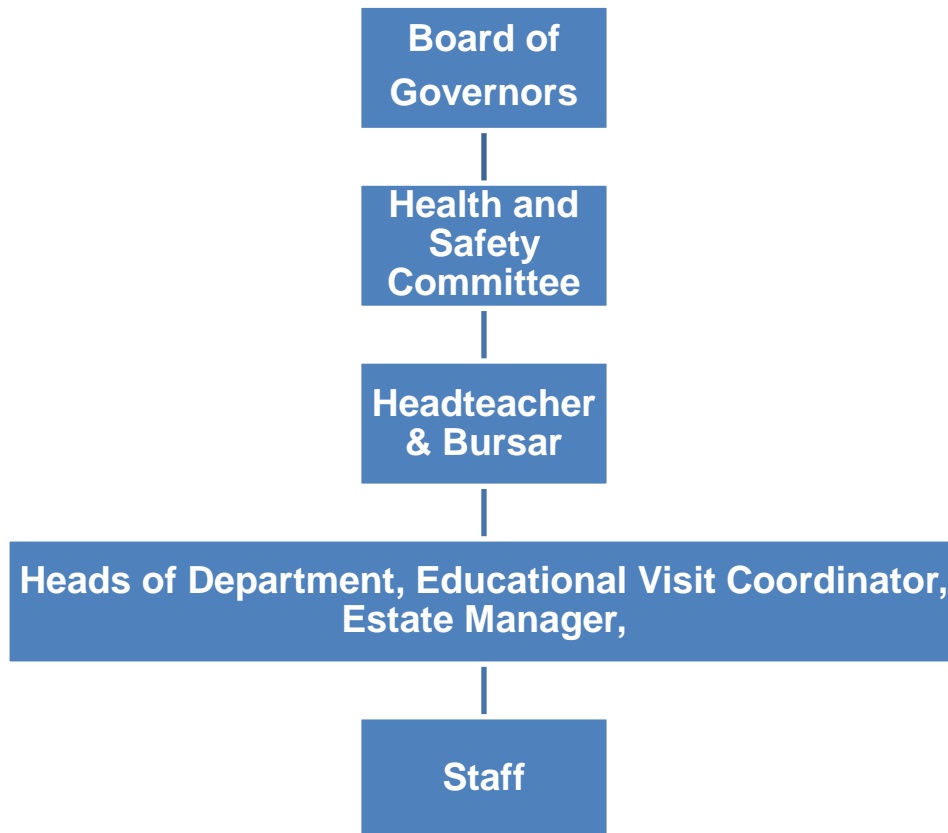 Board of
Governors
Health and
Safety
Committee
Headteacher
& Bursar
Heads of Department, Educational Visit Coordinator,
Estate Manager,
Staff